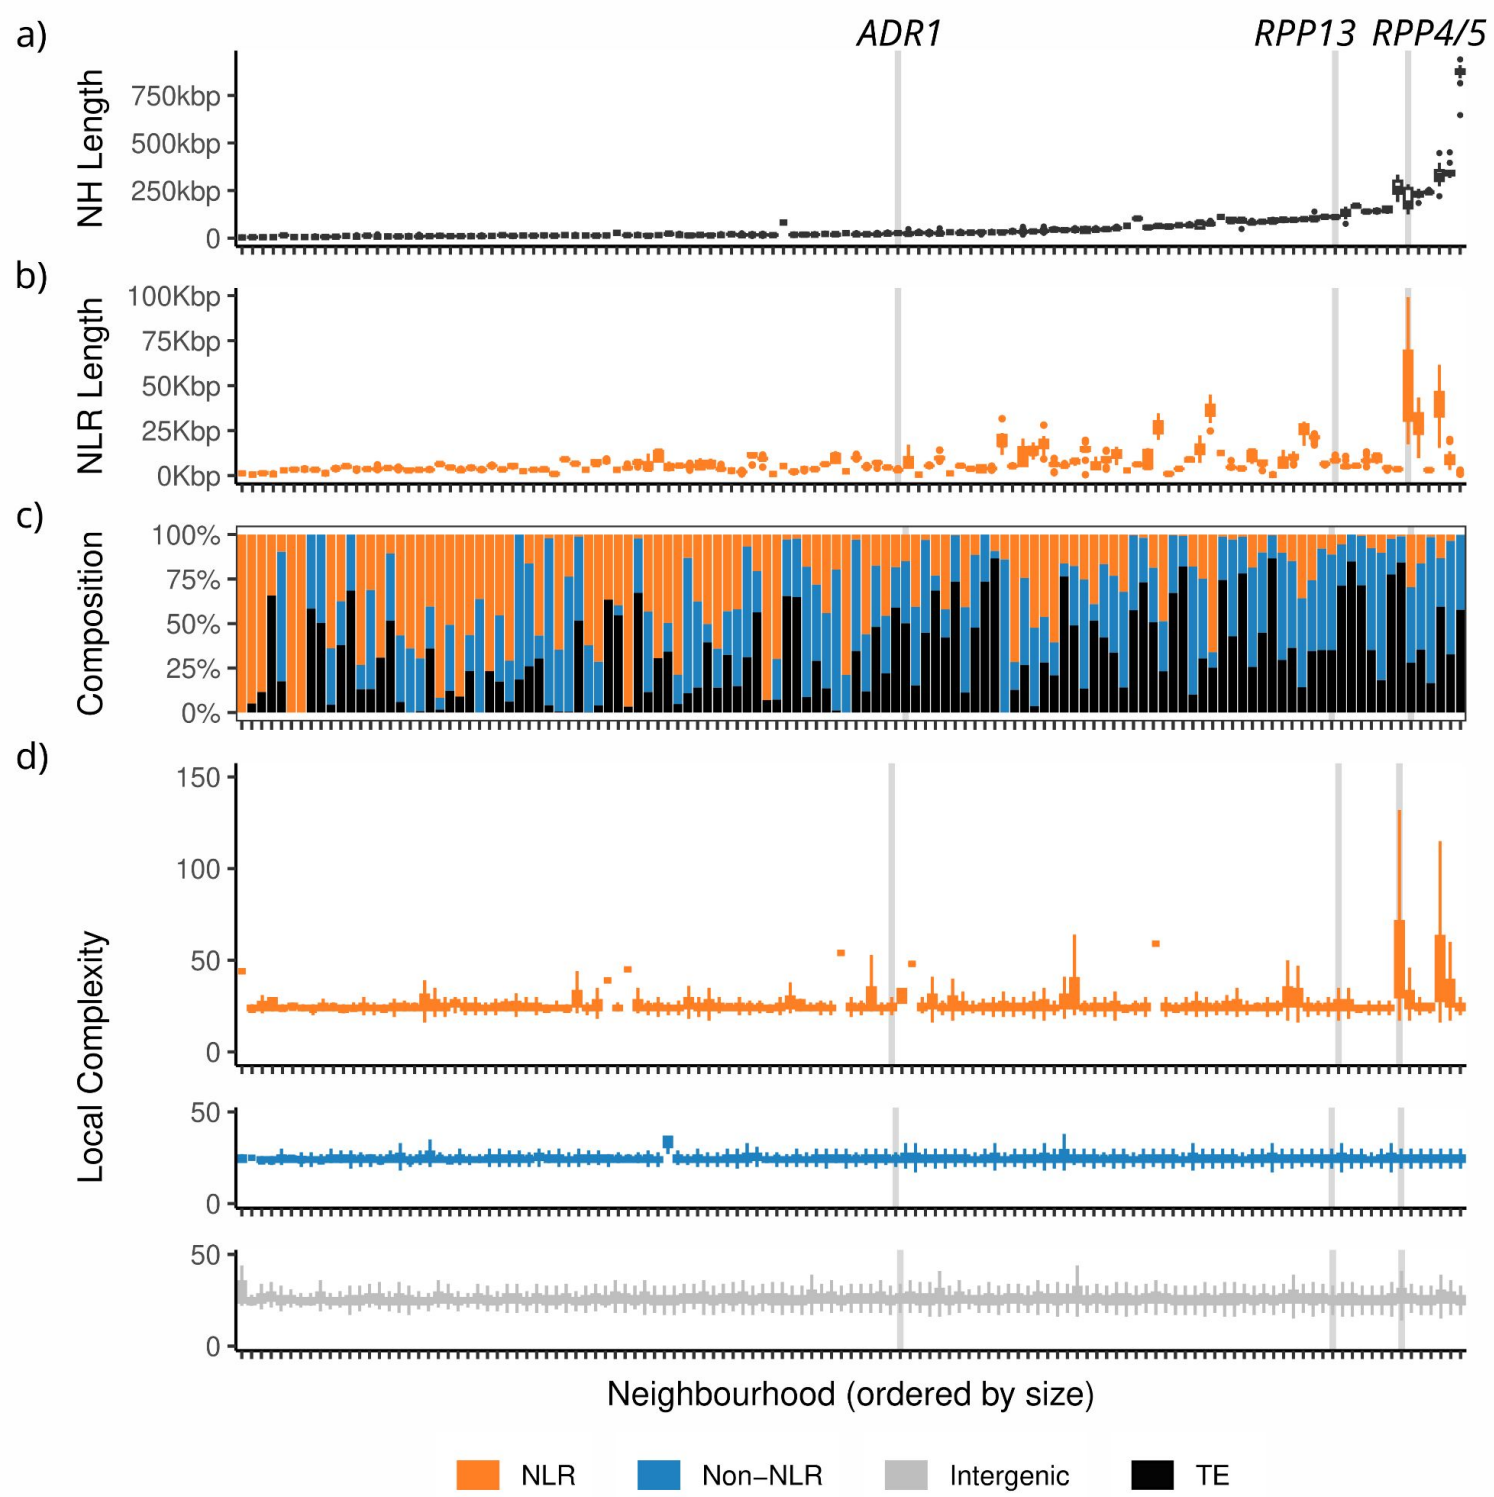 a)
ADR1 RPP13 RPP4/5
NH Length
750kbp
500kbp
250kbp
0
b)
NLR Length
100Kbp
75Kbp
50Kbp
25Kbp
0Kbp
c)
Composition
100%
75%
50%
25%
0%
d)
Local Complexity
150
100
50
0
50
0
50
0
Neighbourhood (ordered by size)
NLR Non−NLR Intergenic TE